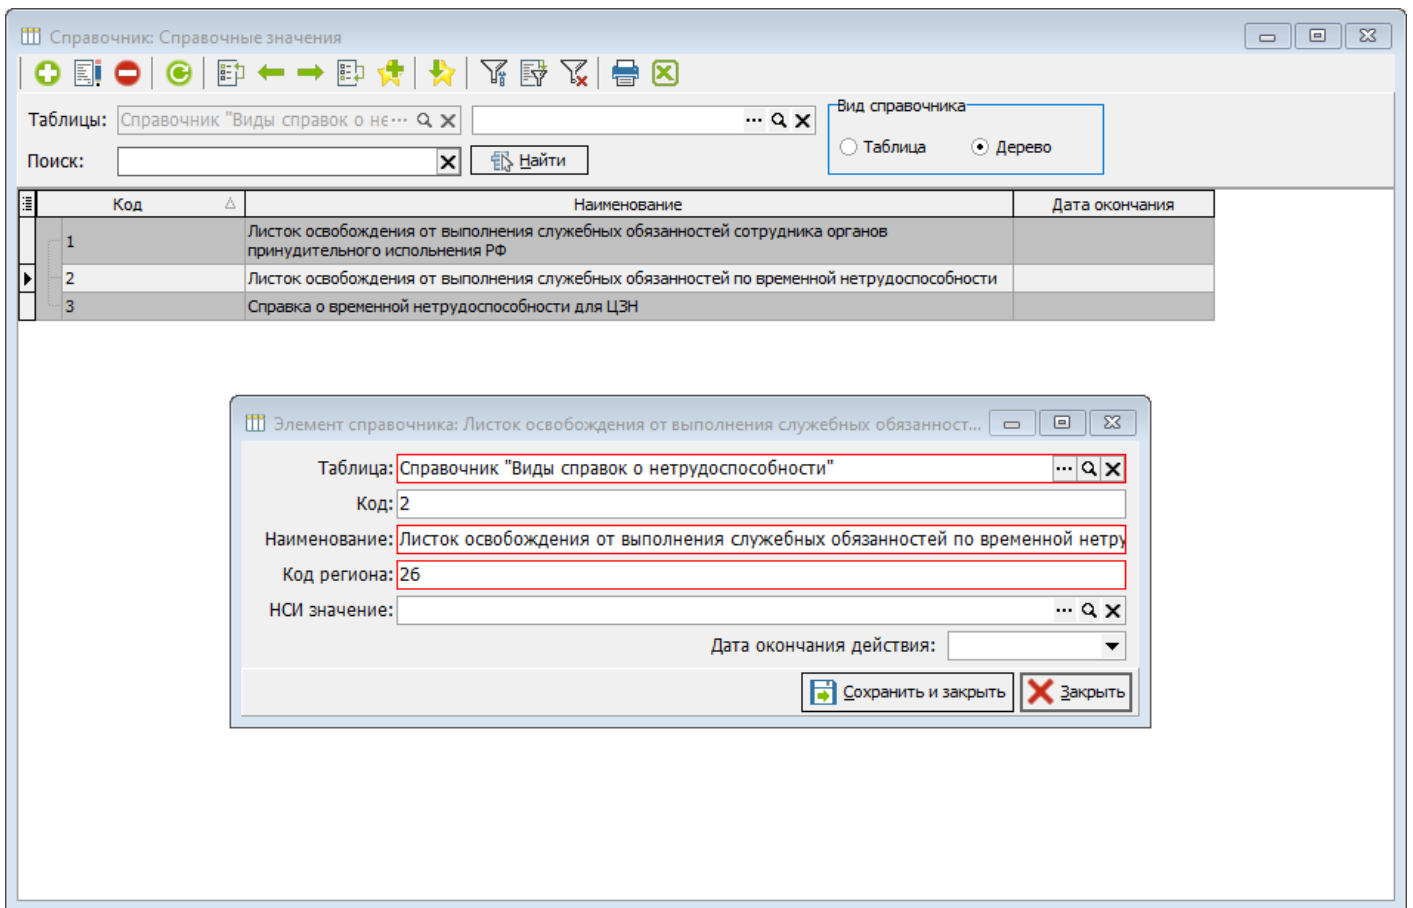 Справочник: Справочные значения
Таблицы: Справочник "Виды справок о не...
Вид справочника
Таблица Дерево
Поиск: Найти
Код Наименование Дата окончания
1 Листок освобождения от выполнения служебных обязанностей сотрудника органов
принудительного испольнения РФ
2 Листок освобождения от выполнения служебных обязанностей по временной нетрудоспособности
3 Справка о временной нетрудоспособности для ЦЗН
Элемент справочника: Листок освобождения от выполнения служебных обязанност...
Таблица: Справочник "Виды справок о нетрудоспособности"
Код: 2
Наименование: Листок освобождения от выполнения служебных обязанностей по временной нетру
Код региона: 26
НСИ значение:
Дата окончания действия:
Сохранить и закрыть Закрыть